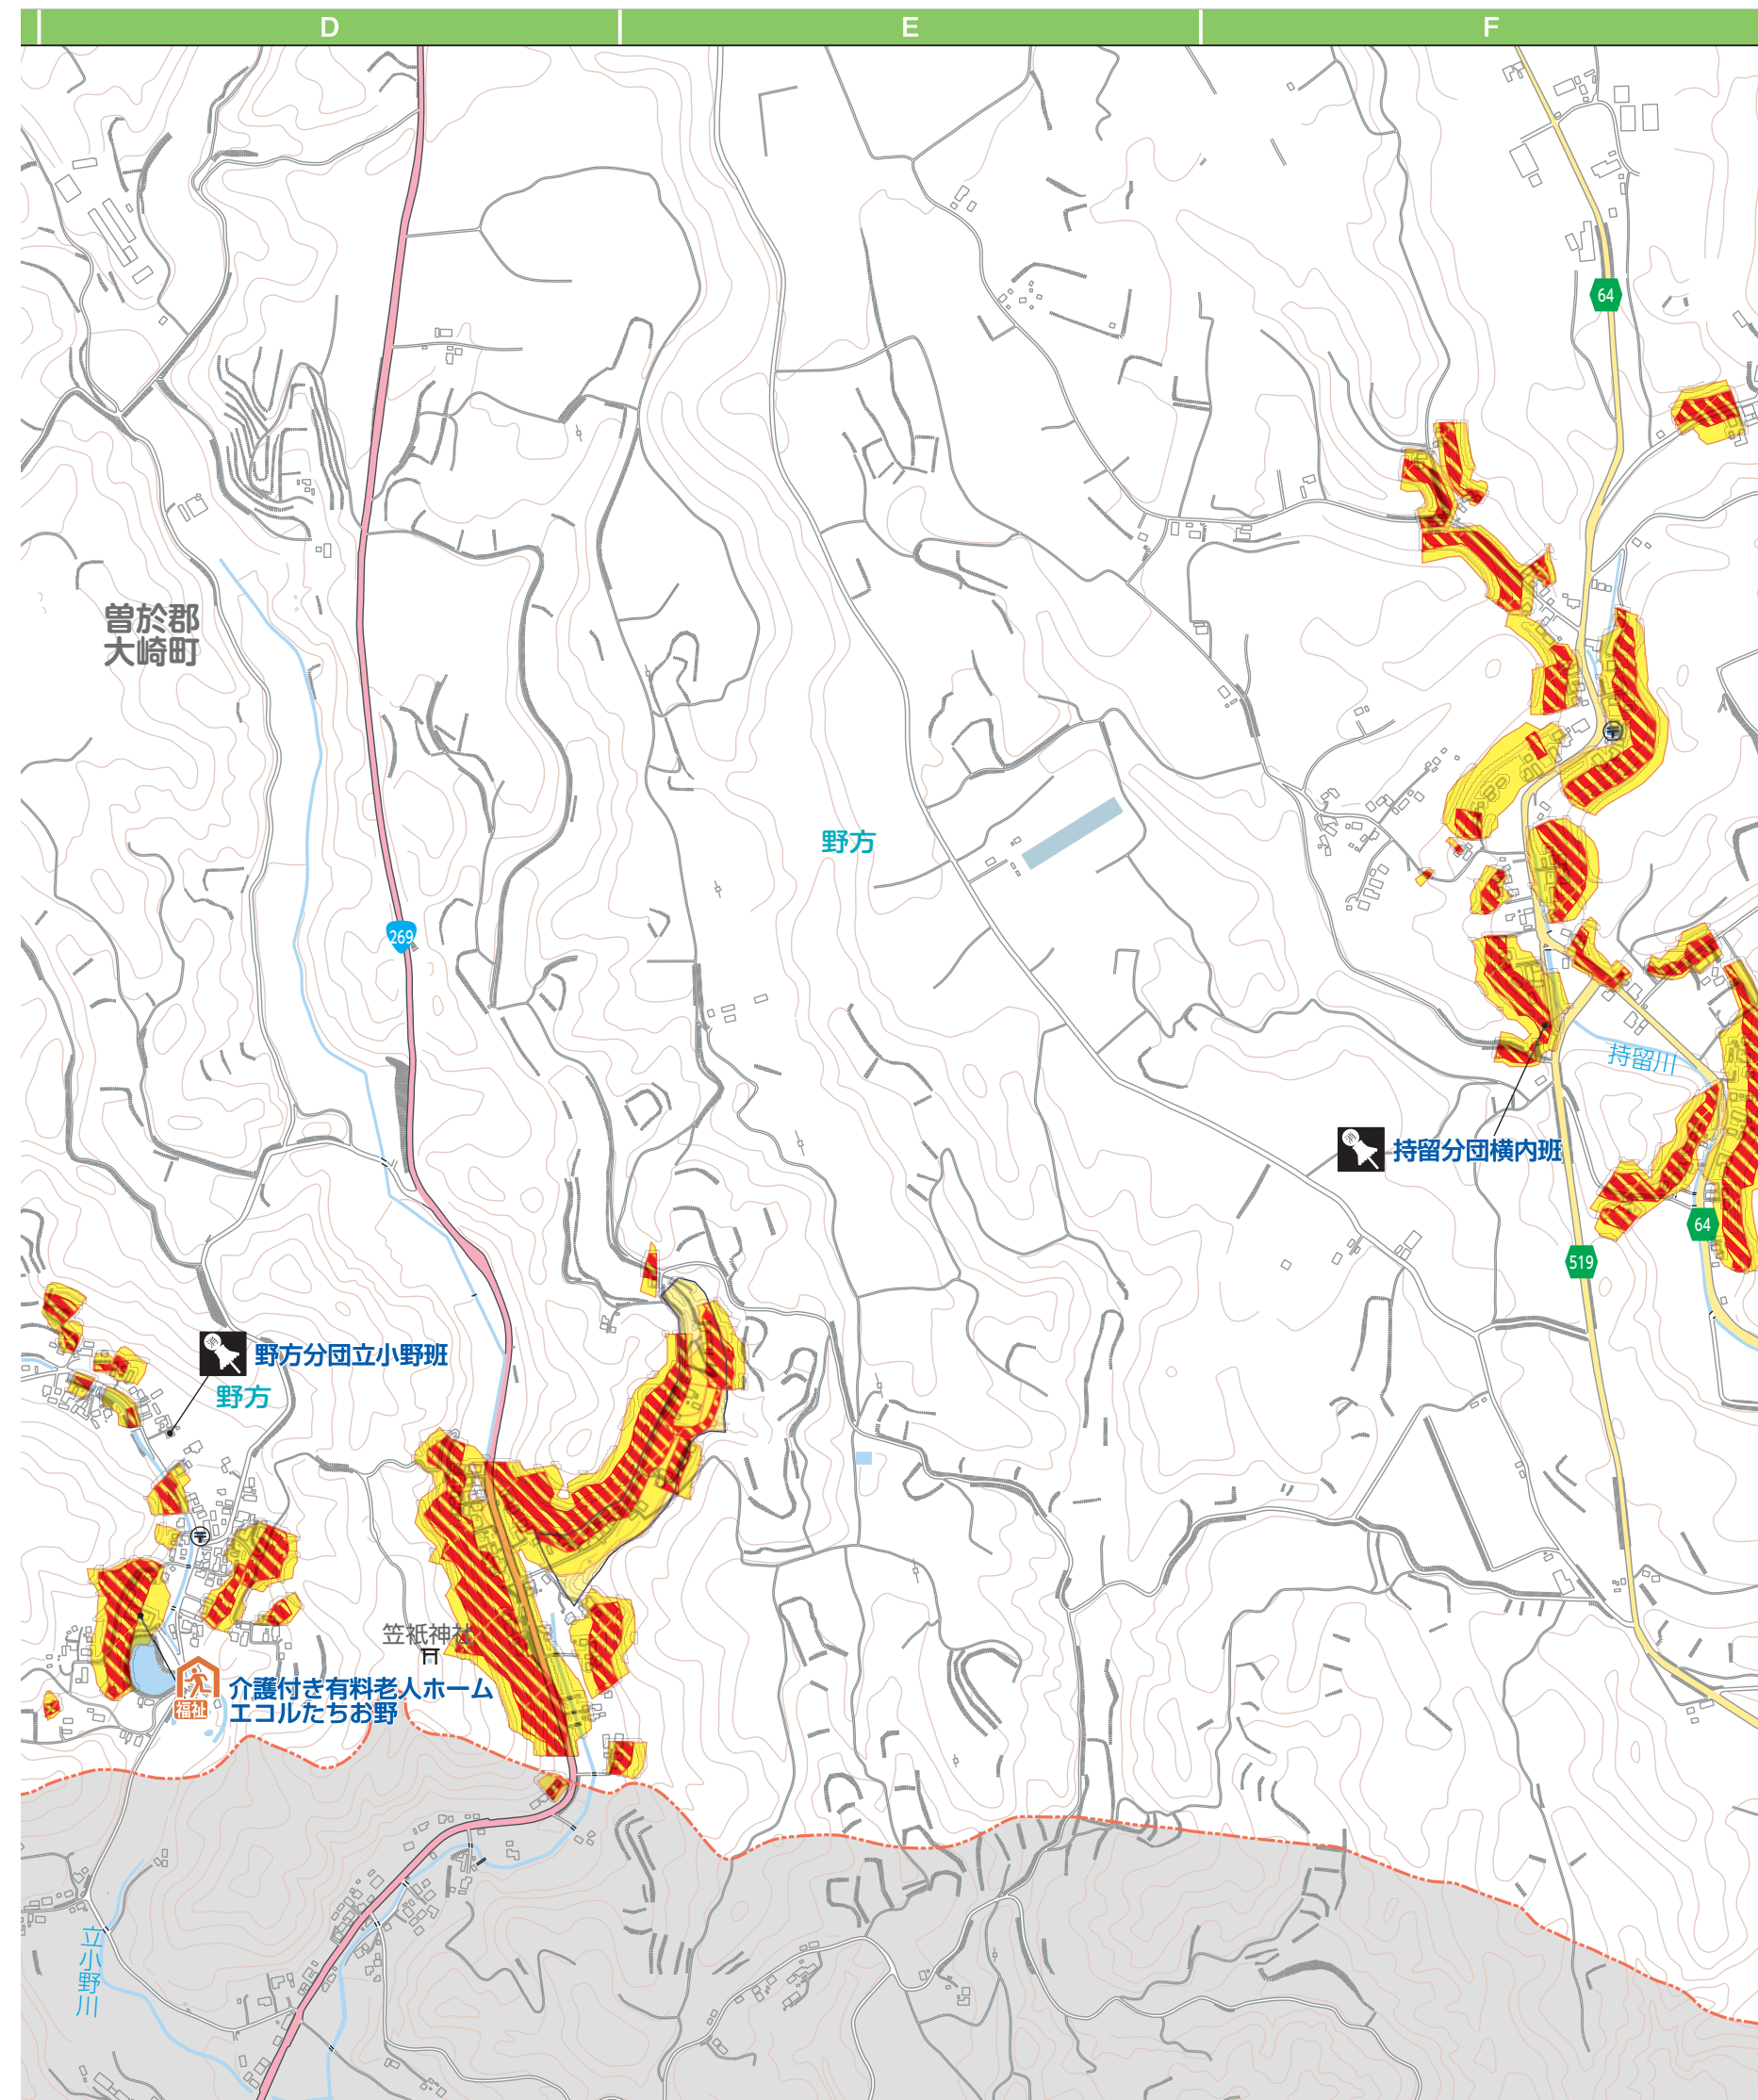 D
E
F
64
曽於郡
大崎町
野方
269
持留川
持留分団横内班
64
519
野方分団立小野班
野方
笠祇神社
福祉
介護付き有料老人ホーム
エコルたちお野
立小野川